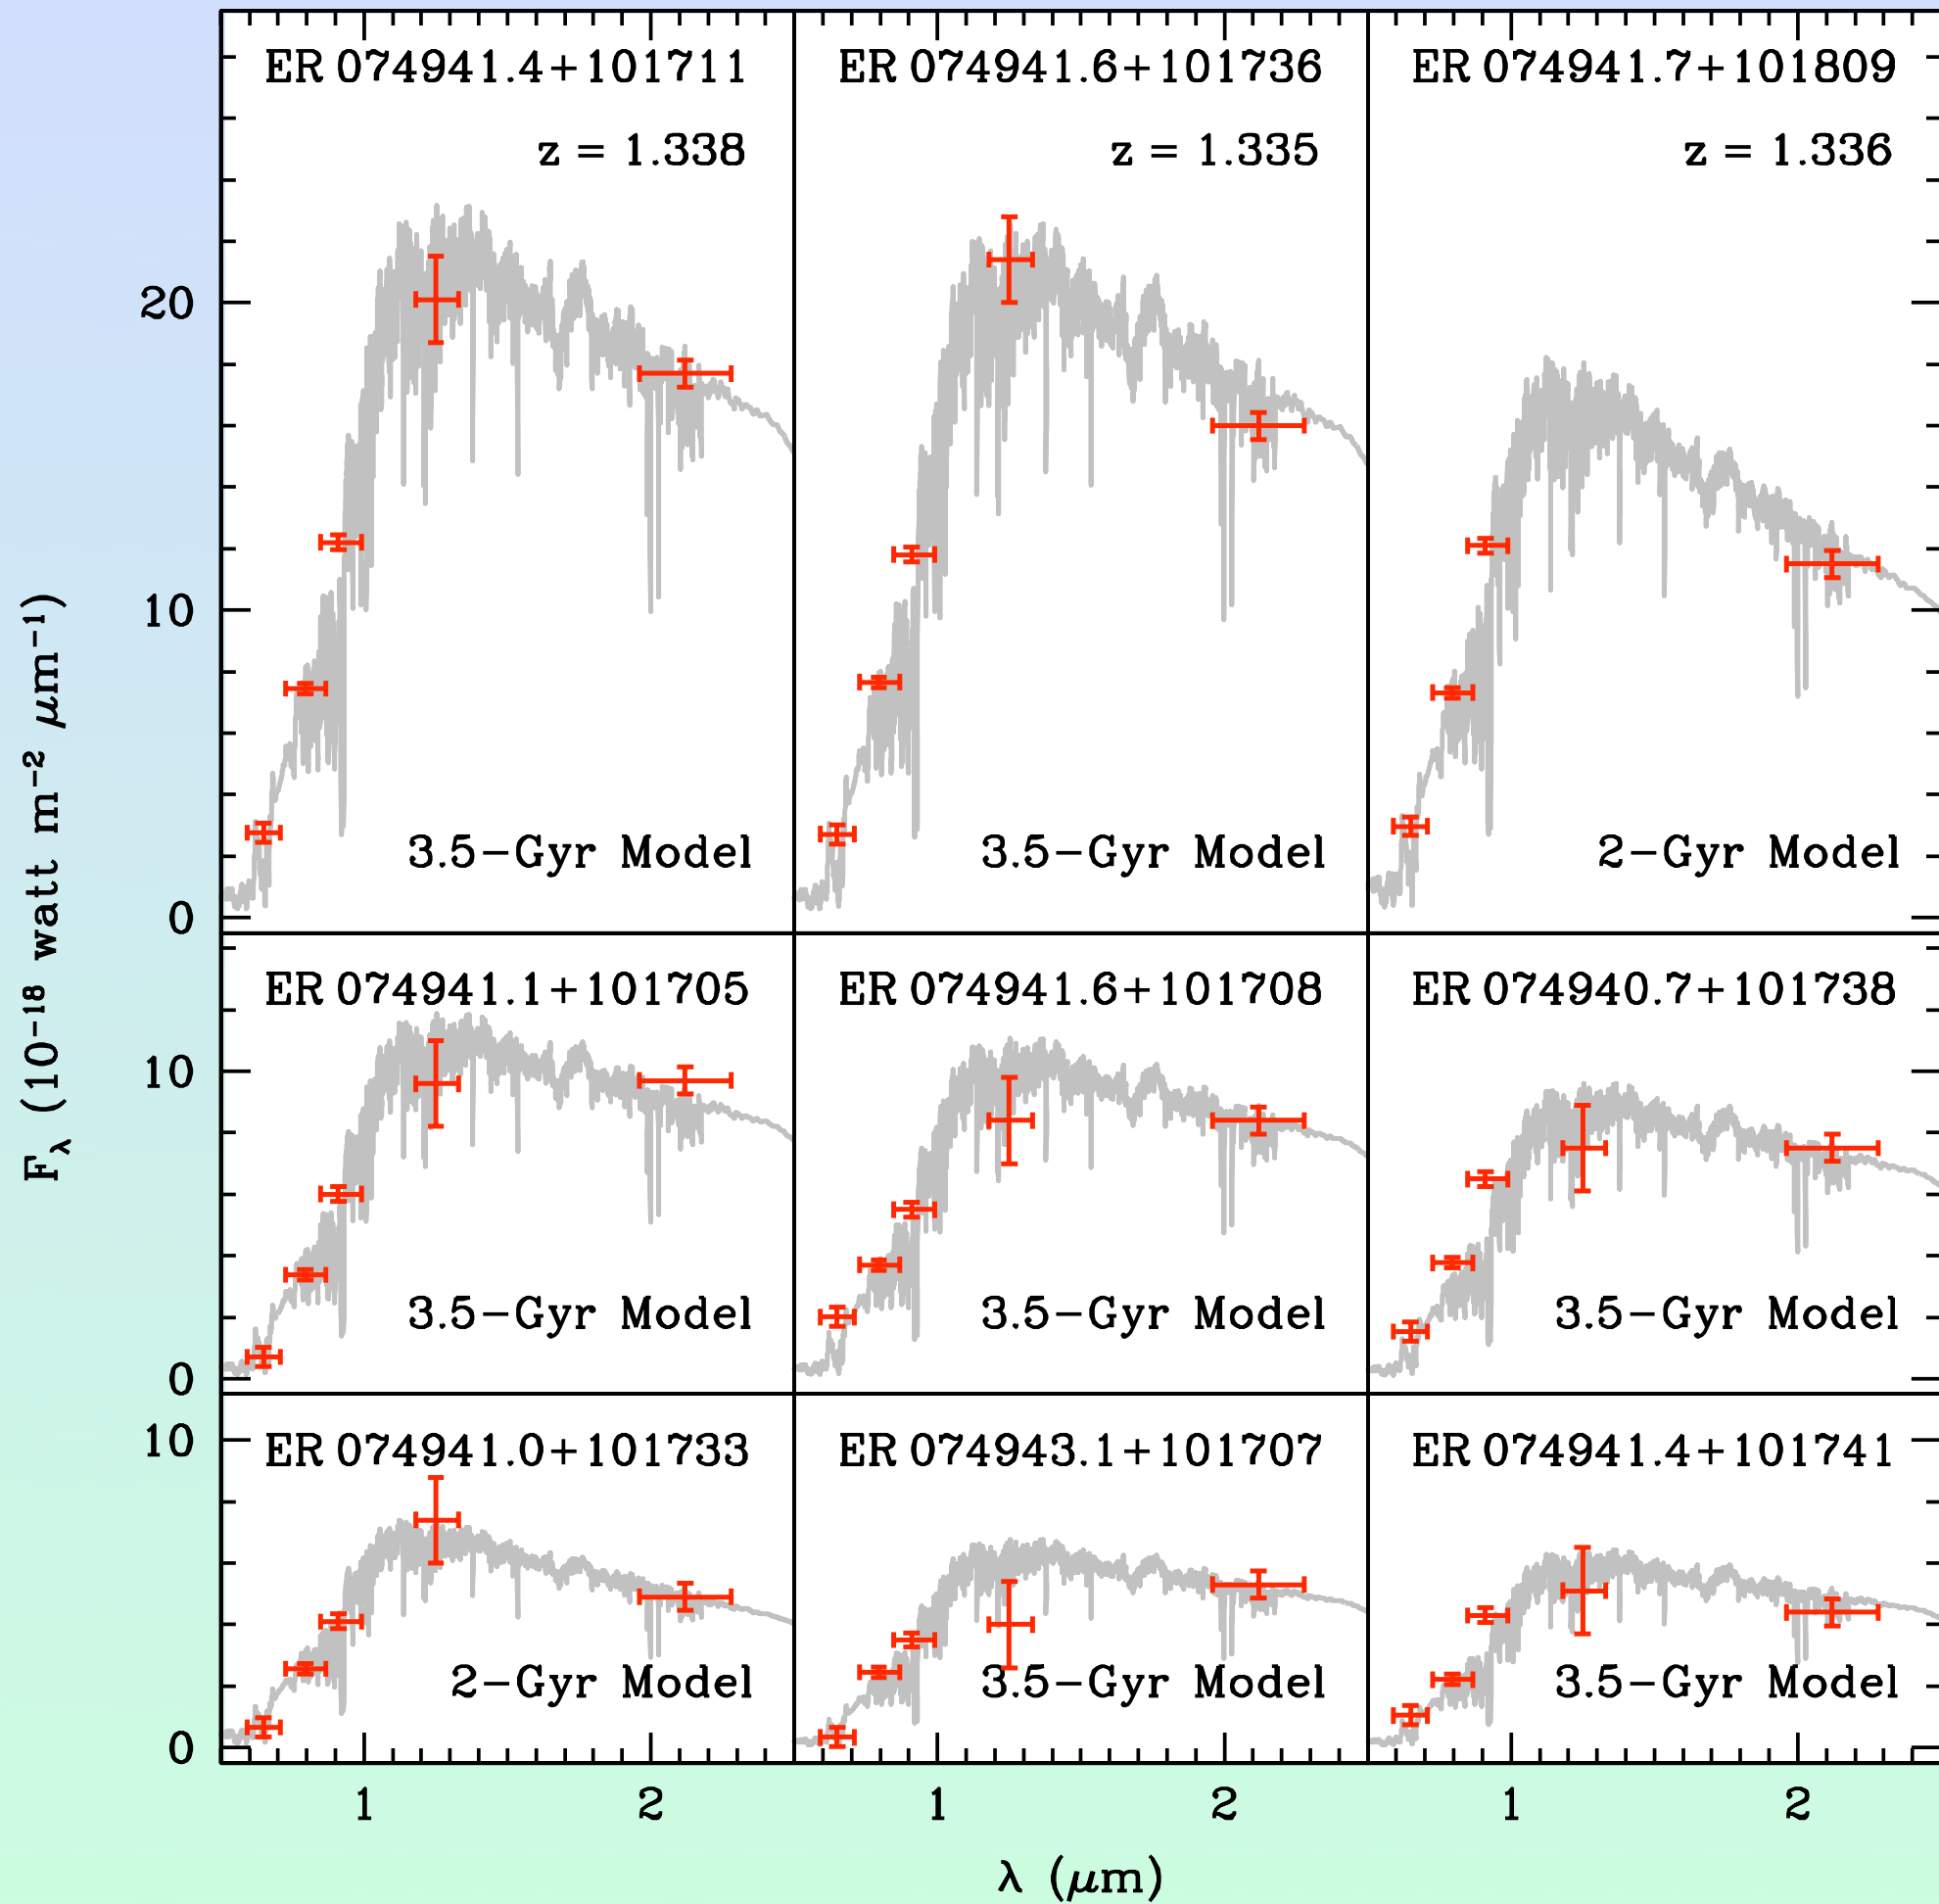 ER 074941.4+101711
z = 1.338
3.5-Gyr Model
ER 074941.6+101736
z = 1.335
3.5-Gyr Model
ER 074941.7+101809
z = 1.336
2-Gyr Model
ER 074941.1+101705
3.5-Gyr Model
ER 074941.6+101708
3.5-Gyr Model
ER 074940.7+101738
3.5-Gyr Model
ER 074941.0+101733
2-Gyr Model
ER 074943.1+101707
3.5-Gyr Model
ER 074941.4+101741
3.5-Gyr Model
20
10
0
10
0
10
0
1 2 1 2 1 2
λ (μm)
Fλ (10⁻¹⁸ watt m⁻² μm⁻¹)